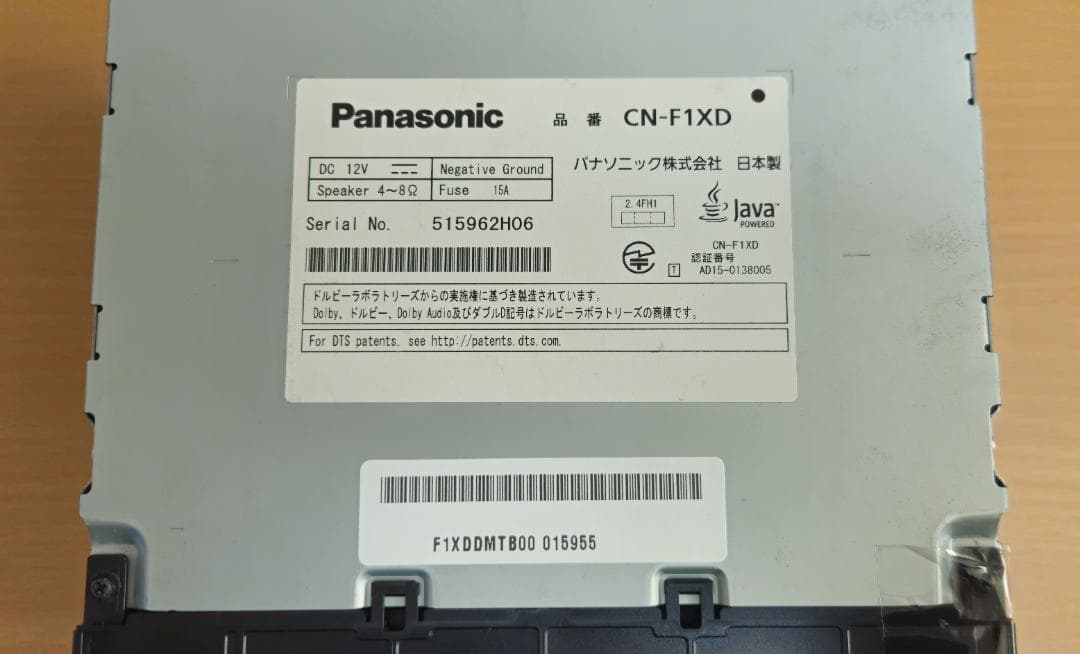 Panasonic 品番 CN-F1XD
DC 12V Negative Ground
Speaker 4～8Ω Fuse 15A
パナソニック株式会社 日本製
2.4FH1
Java™
POWERED
Serial No. 515962H06
CN-F1XD
認証番号
T AD15-0138005
ドルビーラボラトリーズからの実施権に基づき製造されています。
Dolby、ドルビー、Dolby Audio及びダブルD記号はドルビーラボラトリーズの商標です。
For DTS patents, see http://patents.dts.com.
F1XDDMTB00 015955